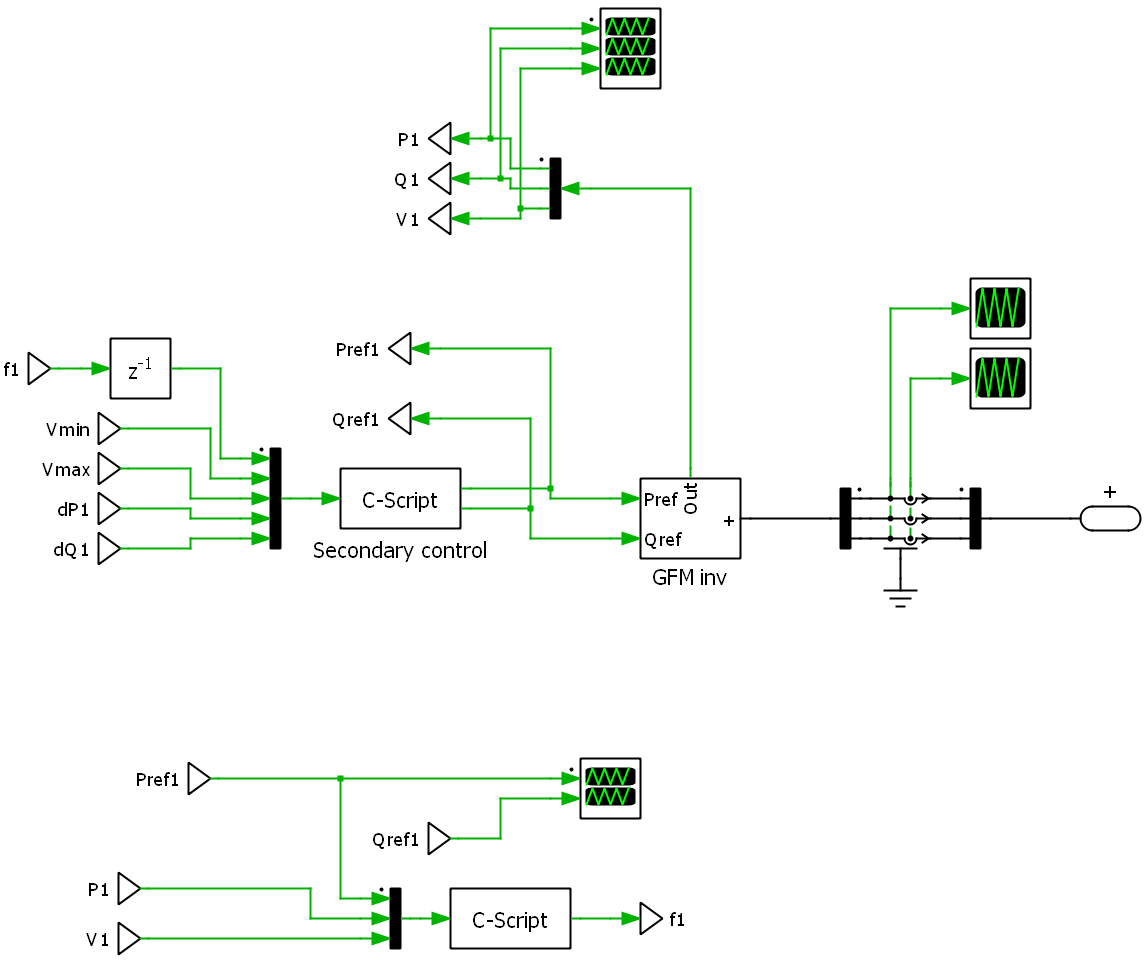 P1
Q1
V1
Pref1
f1
z-1
Qref1
Vmin
Vmax
dP1
dQ1
C-Script
Secondary control
Pref
Out
+
Qref
GFM inv
+
Pref1
Qref1
P1
V1
C-Script
f1